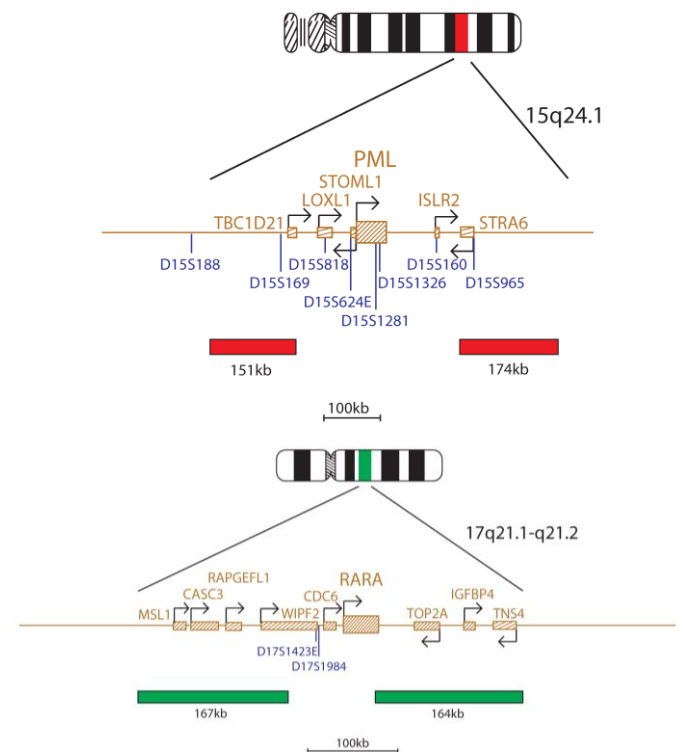 15q24.1
PML
STOML1
LOXL1 ISLR2
TBC1D21 STRA6
D15S188 D15S818 D15S160
D15S169 D15S1326 D15S965
D15S624E
D15S1281
151kb 174kb
100kb
17q21.1-q21.2
RAPGEFL1 RARA
CASC3 CDC6 IGFBP4
MSL1 WIPF2 TOP2A TNS4
D17S1423E
D17S1984
167kb 164kb
100kb